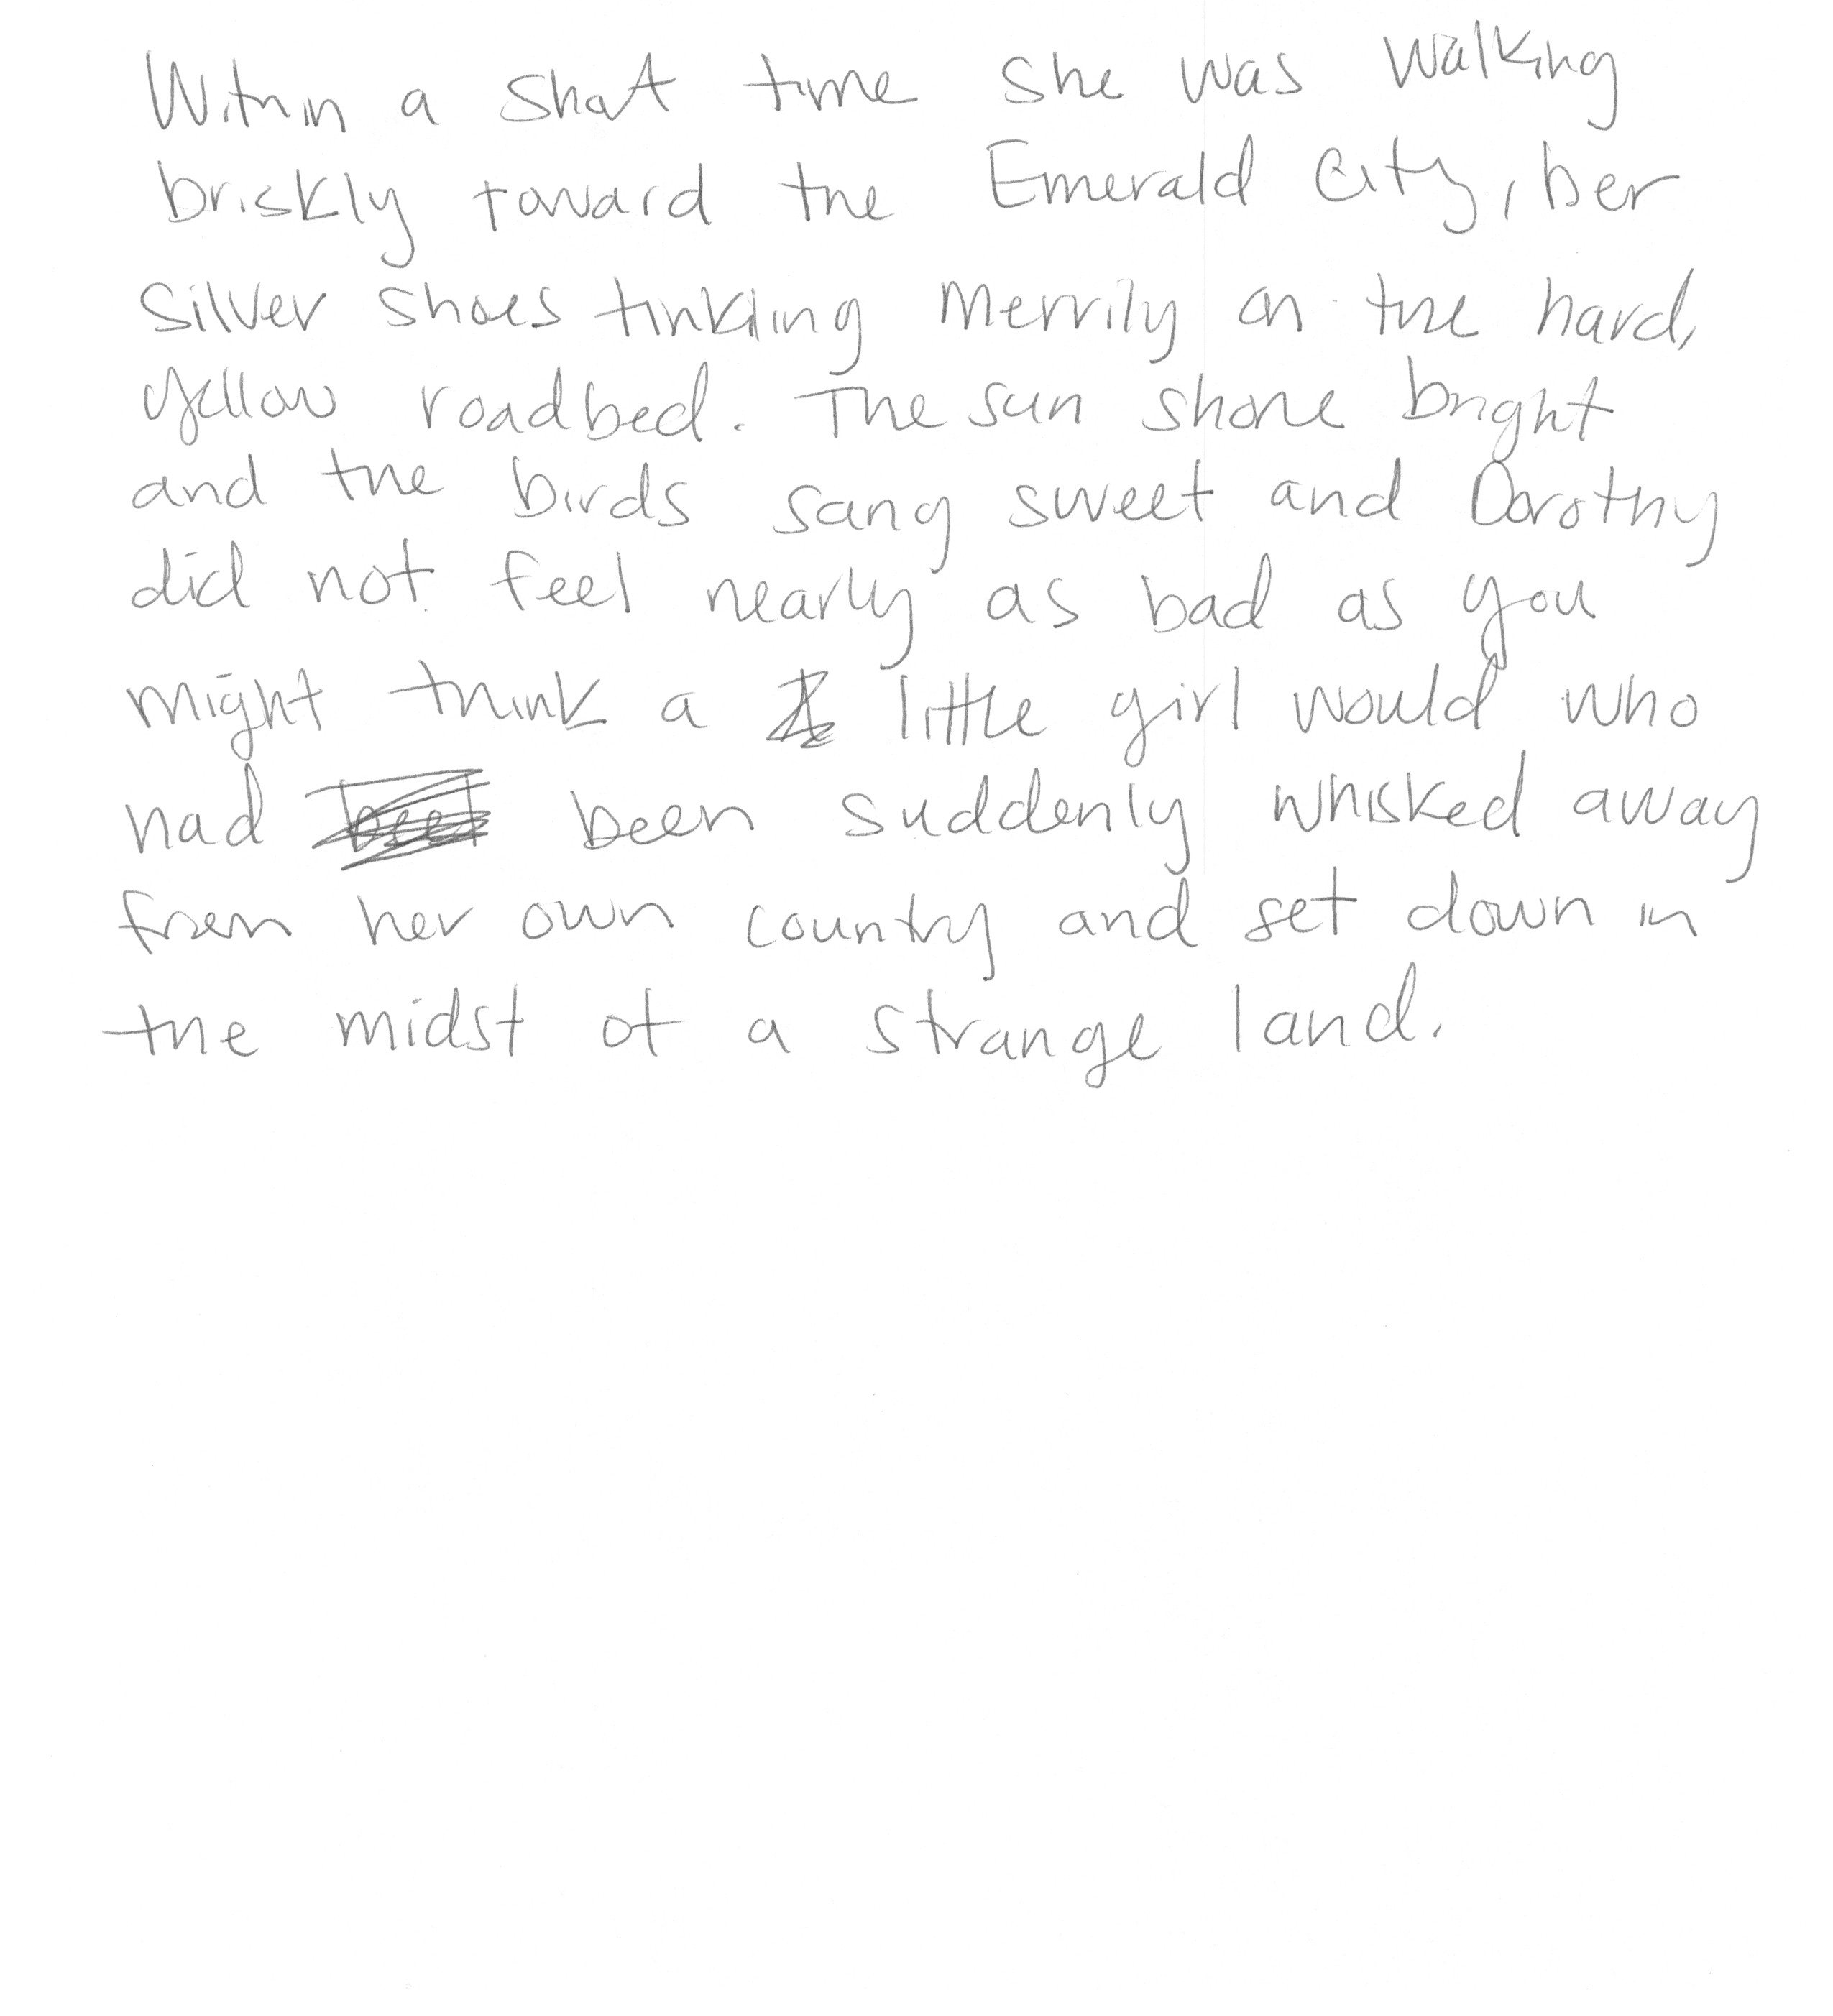 Within a short time she was walking
briskly toward the Emerald City, her
silver shoes tinkling merrily on the hard,
yellow roadbed. The sun shone bright
and the birds sang sweet and Dorothy
did not feel nearly as bad as you
might think a little girl would who
had been suddenly whisked away
from her own country and set down in
the midst of a strange land.